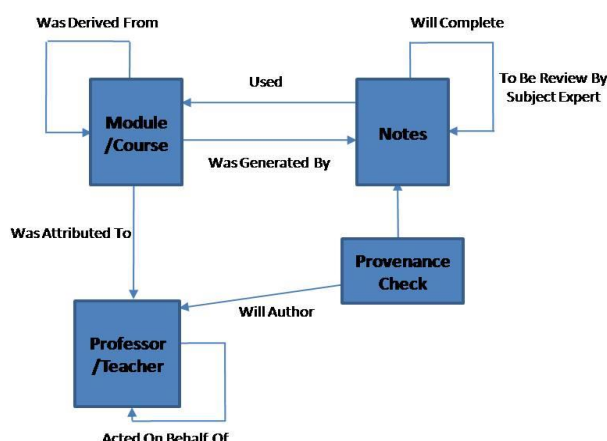 Was Derived From
Will Complete
Used
To Be Review By
Subject Expert
Module
/Course
Notes
Was Generated By
Was Attributed To
Provenance
Check
Will Author
Professor
/Teacher
Acted On Behalf Of